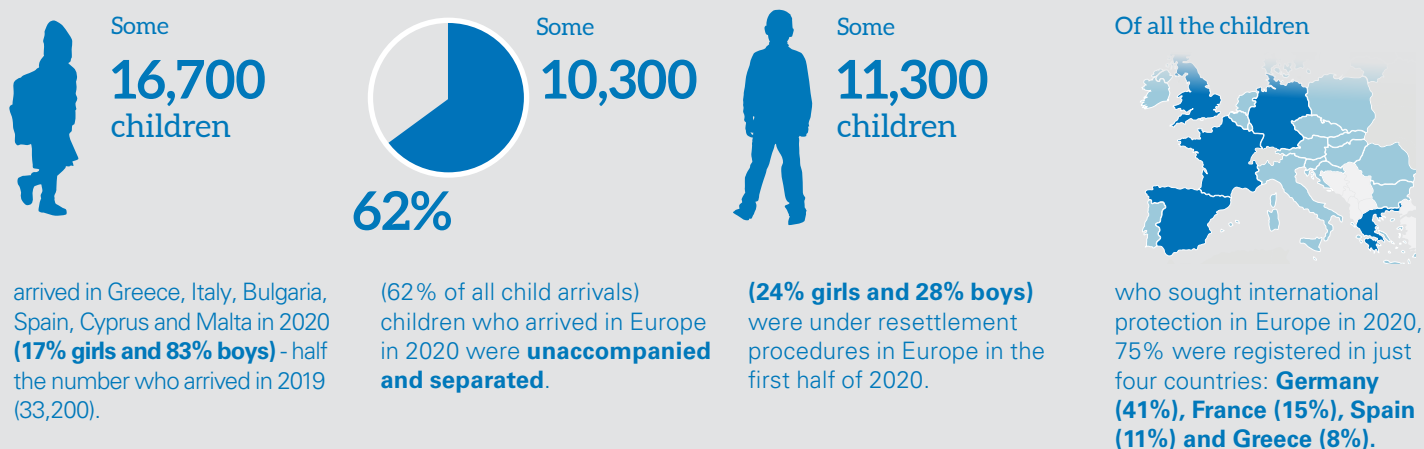 Some
16,700
children
arrived in Greece, Italy, Bulgaria,
Spain, Cyprus and Malta in 2020
(17% girls and 83% boys) - half
the number who arrived in 2019
(33,200).
62%
Some
10,300
(62% of all child arrivals)
children who arrived in Europe
in 2020 were unaccompanied
and separated.
Some
11,300
children
(24% girls and 28% boys)
were under resettlement
procedures in Europe in the
first half of 2020.
Of all the children
who sought international
protection in Europe in 2020,
75% were registered in just
four countries: Germany
(41%), France (15%), Spain
(11%) and Greece (8%).